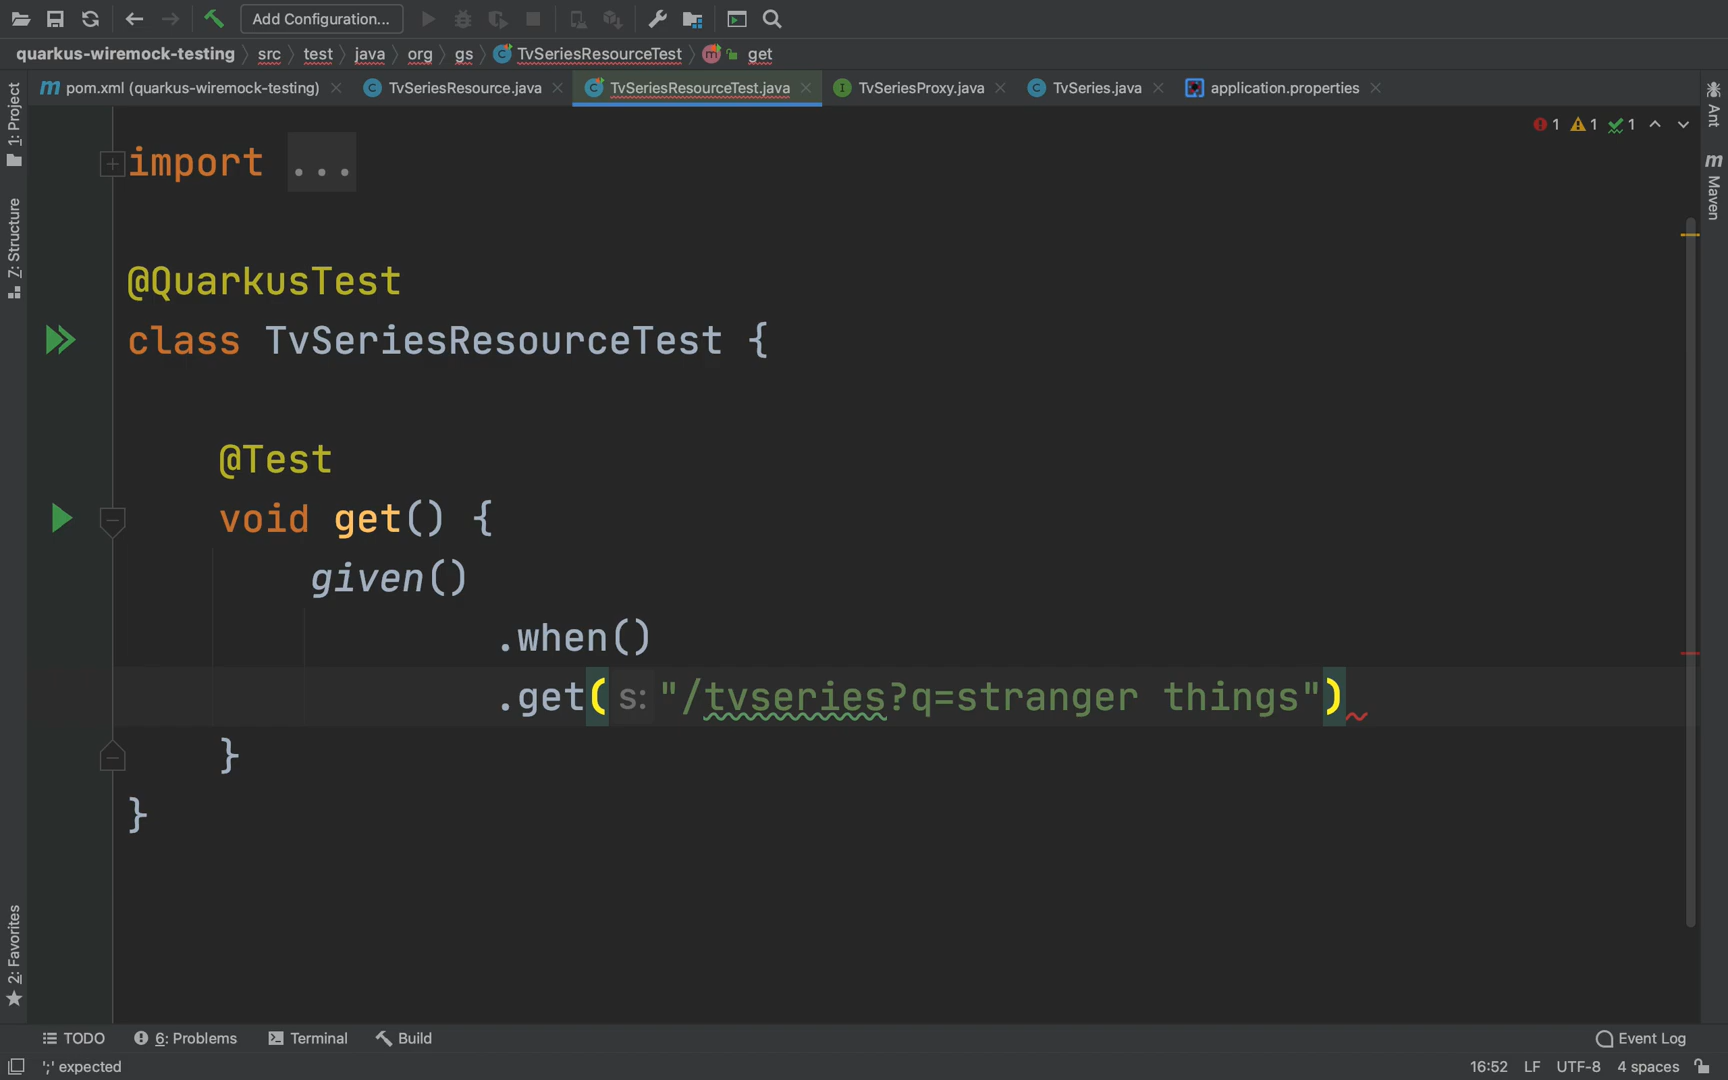 Add Configuration...
quarkus-wiremock-testing src test java org gs TvSeriesResourceTest m get
m pom.xml (quarkus-wiremock-testing) C TvSeriesResource.java C TvSeriesResourceTest.java I TvSeriesProxy.java C TvSeries.java application.properties
1: Project
Z: Structure
2: Favorites
Ant
m Maven
1 1 1
import ...
@QuarkusTest
class TvSeriesResourceTest {
@Test
void get() {
given()
.when()
.get( s: "/tvseries?q=stranger things")
}
}
TODO 6: Problems Terminal Build Event Log
';' expected 16:52 LF UTF-8 4 spaces